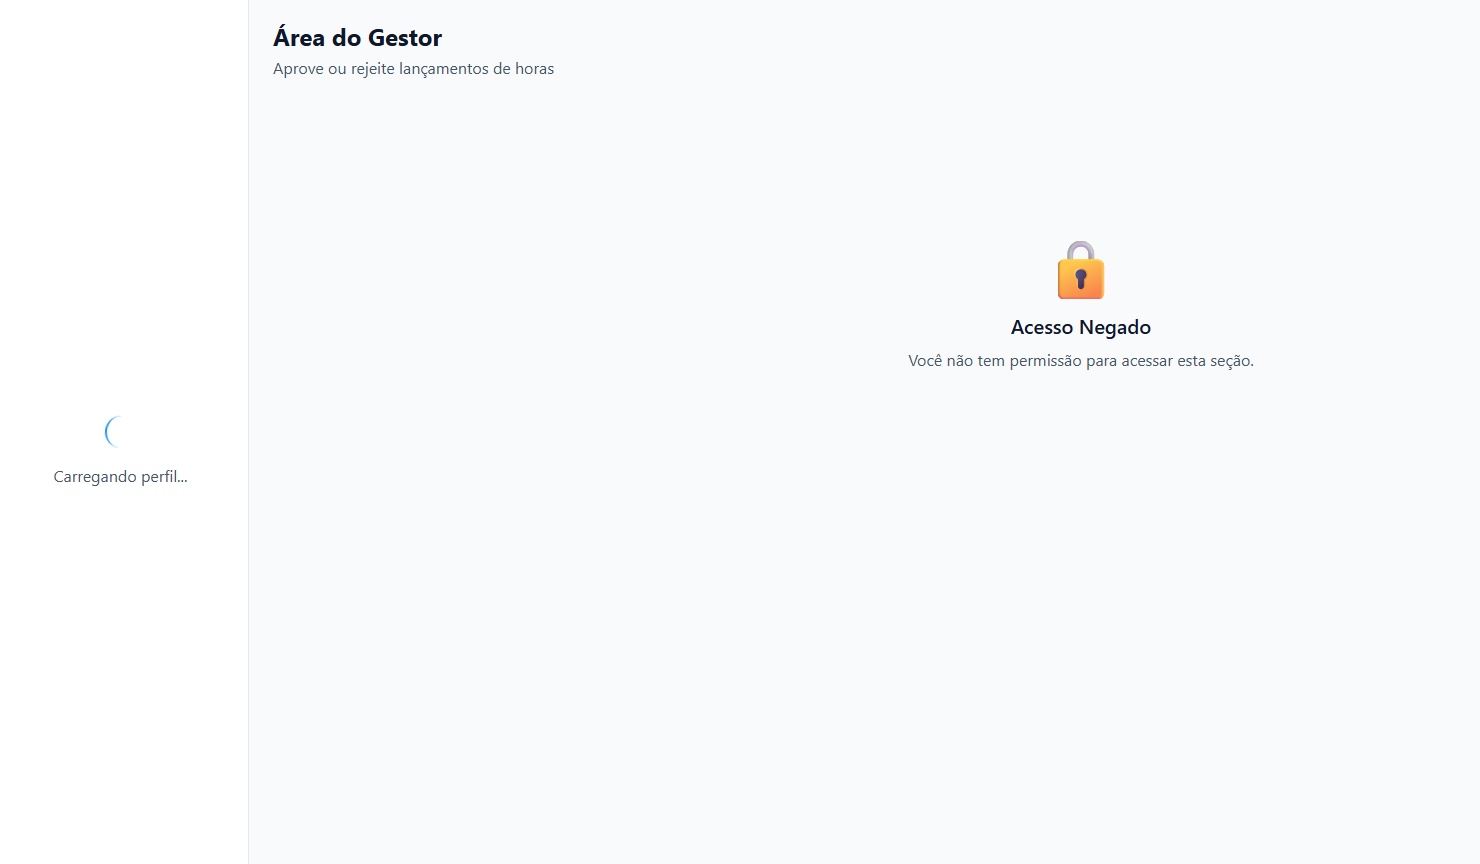 Área do Gestor
Aprove ou rejeite lançamentos de horas
Acesso Negado
Você não tem permissão para acessar esta seção.
Carregando perfil...